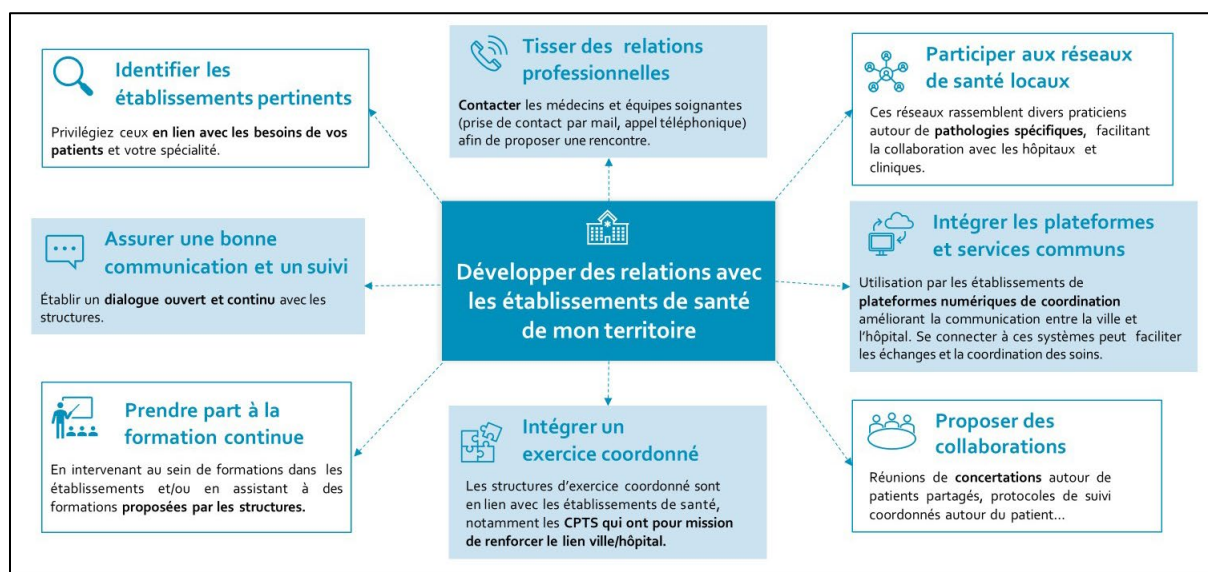 Identifier les
établissements pertinents
Privilégiez ceux en lien avec les besoins de vos
patients et votre spécialité.
Tisser des relations
professionnelles
Contacter les médecins et équipes soignantes
(prise de contact par mail, appel téléphonique)
afin de proposer une rencontre.
Participer aux réseaux
de santé locaux
Ces réseaux rassemblent divers praticiens
autour de pathologies spécifiques, facilitant
la collaboration avec les hôpitaux et
cliniques.
Assurer une bonne
communication et un suivi
Établir un dialogue ouvert et continu avec les
structures.
Développer des relations avec
les établissements de santé
de mon territoire
Intégrer les plateformes
et services communs
Utilisation par les établissements de
plateformes numériques de coordination
améliorant la communication entre la ville et
l'hôpital. Se connecter à ces systèmes peut faciliter
les échanges et la coordination des soins.
Prendre part à la
formation continue
En intervenant au sein de formations dans les
établissements et/ou en assistant à des
formations proposées par les structures.
Intégrer un
exercice coordonné
Les structures d'exercice coordonné sont
en lien avec les établissements de santé,
notamment les CPTS qui ont pour mission
de renforcer le lien ville/hôpital.
Proposer des
collaborations
Réunions de concertations autour de
patients partagés, protocoles de suivi
coordonnés autour du patient…